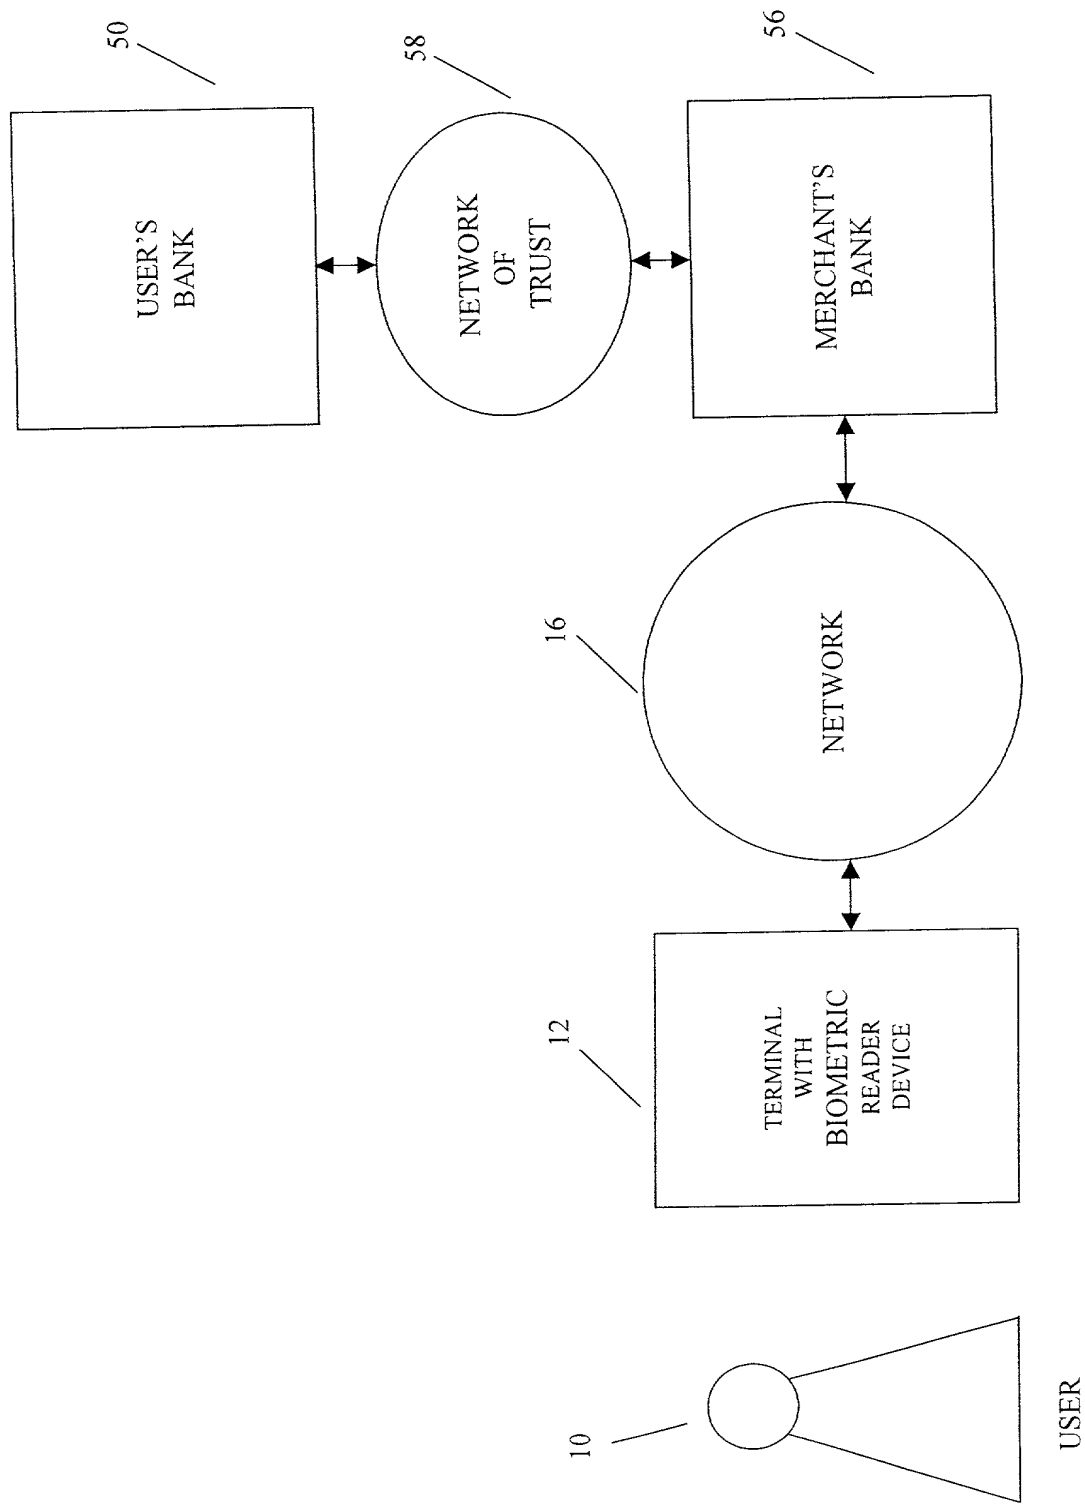 50
USER'S
BANK
58
NETWORK
OF
TRUST
56
MERCHANT'S
BANK
16
NETWORK
12
TERMINAL
WITH
BIOMETRIC
READER
DEVICE
10
USER